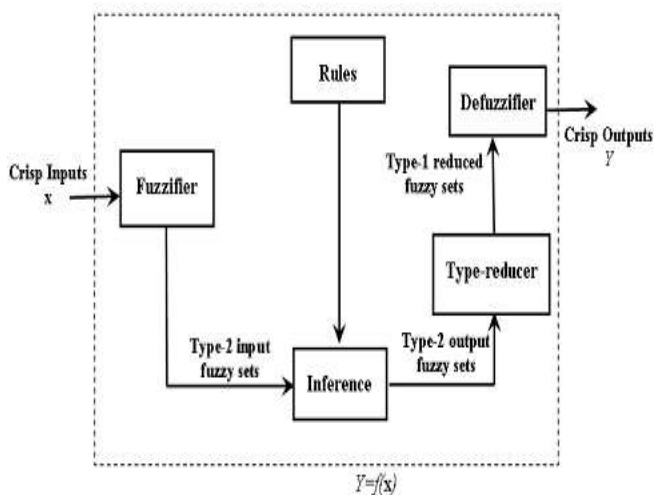 Rules
Defuzzifier
Crisp Outputs
Y
Type-1 reduced
fuzzy sets
Crisp Inputs
x
Fuzzifier
Type-reducer
Type-2 input
fuzzy sets
Inference
Type-2 output
fuzzy sets
Y=f(x)